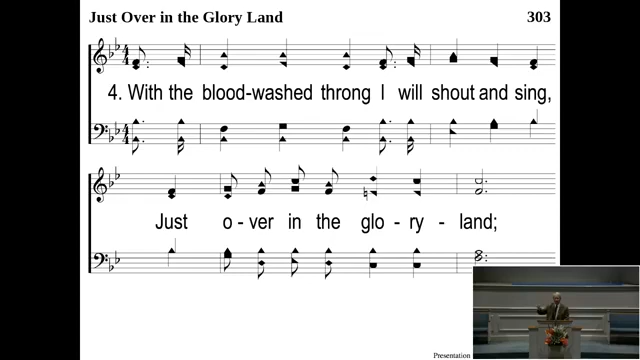 Just Over in the Glory Land 303
4. With the blood-washed throng I will shout and sing,
Just o - ver in the glo - ry - land;
Presentation